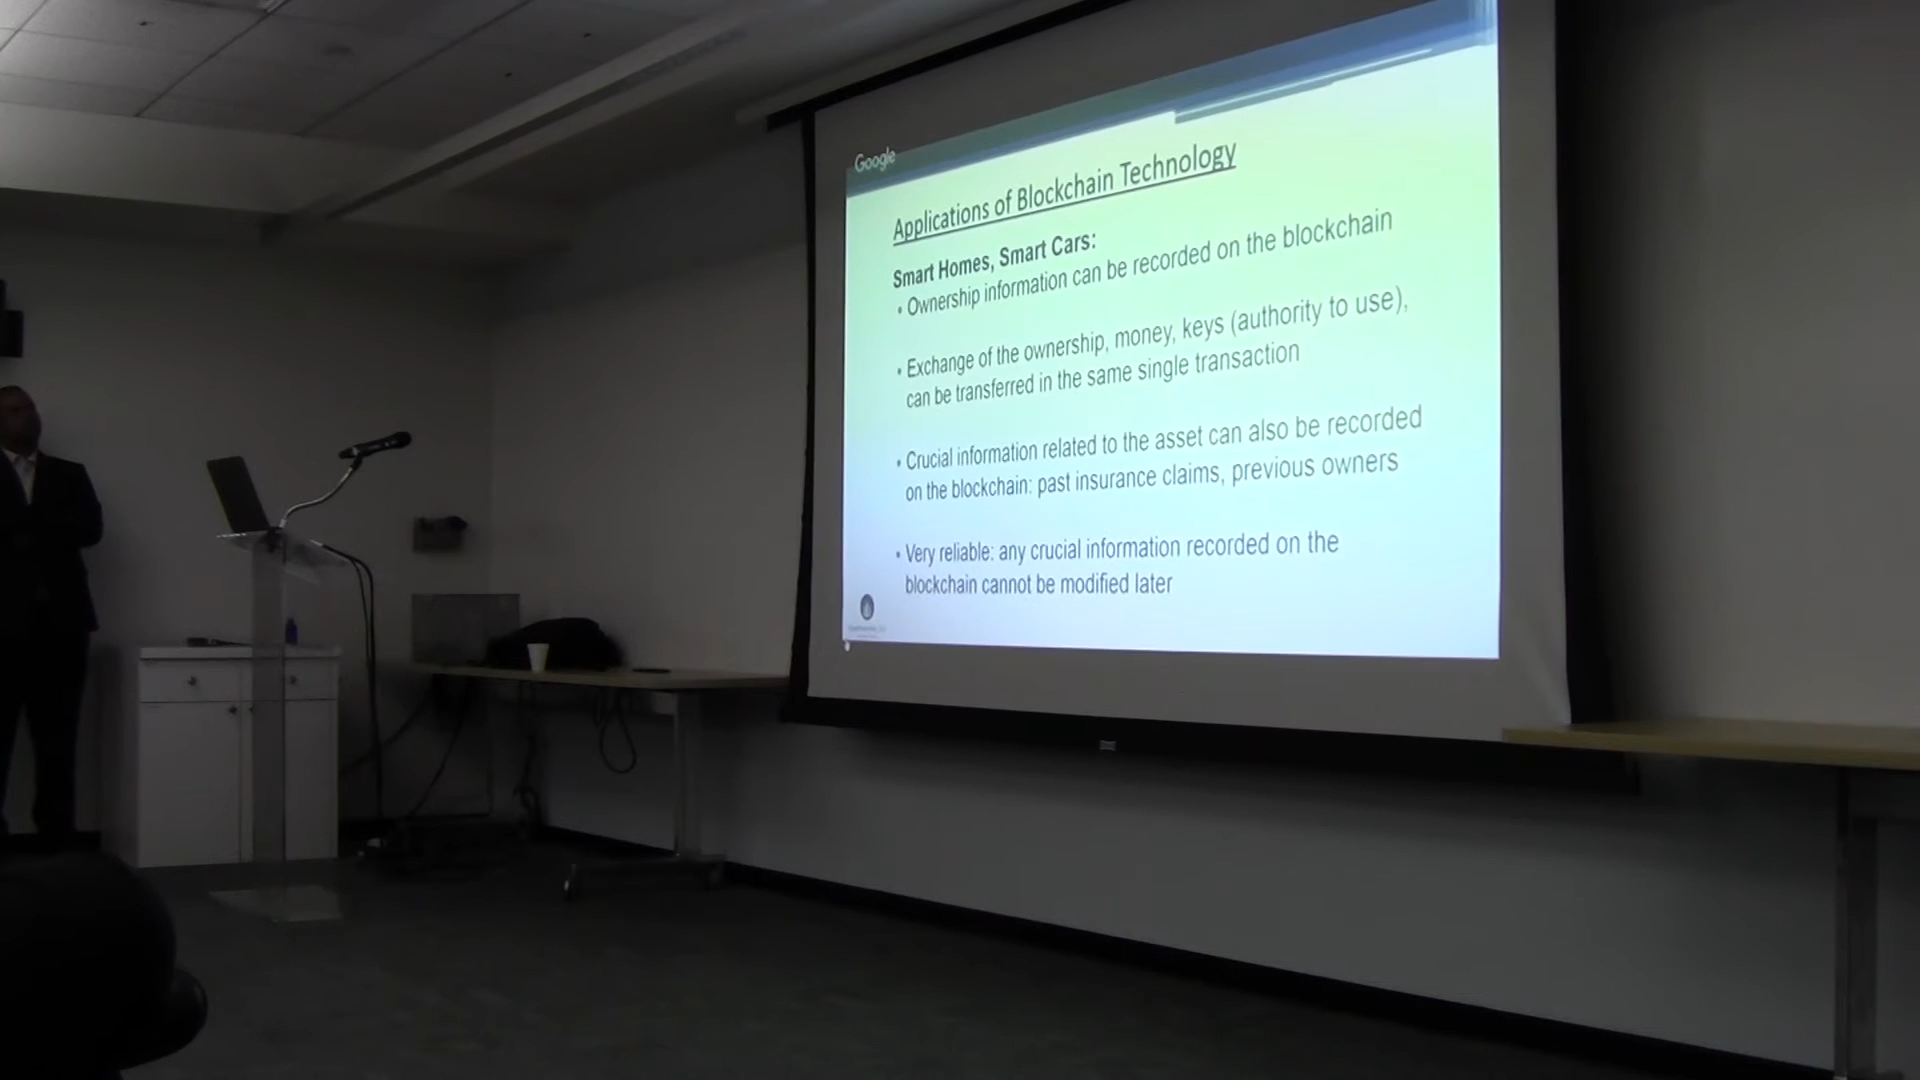 Google
Applications of Blockchain Technology
Smart Homes, Smart Cars:
• Ownership information can be recorded on the blockchain
• Exchange of the ownership, money, keys (authority to use),
can be transferred in the same single transaction
• Crucial information related to the asset can also be recorded
on the blockchain: past insurance claims, previous owners
• Very reliable: any crucial information recorded on the
blockchain cannot be modified later